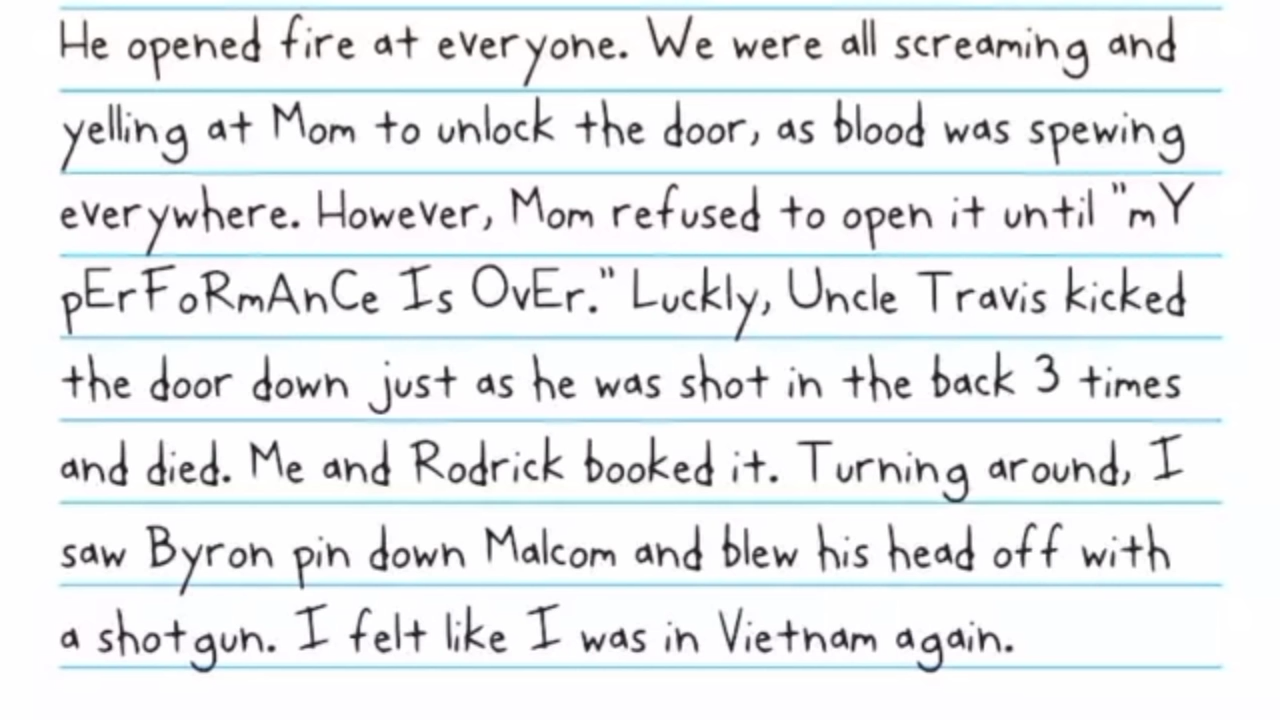 He opened fire at everyone. We were all screaming and
yelling at Mom to unlock the door, as blood was spewing
everywhere. However, Mom refused to open it until "mY
pErFoRmAnCe Is OvEr." Luckly, Uncle Travis kicked
the door down just as he was shot in the back 3 times
and died. Me and Rodrick booked it. Turning around, I
saw Byron pin down Malcom and blew his head off with
a shotgun. I felt like I was in Vietnam again.